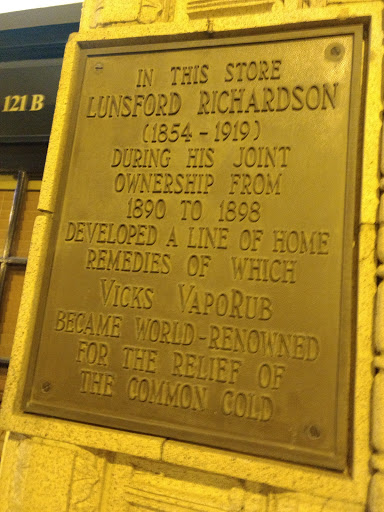 121 B
IN THIS STORE
LUNSFORD RICHARDSON
(1854 - 1919)
DURING HIS JOINT
OWNERSHIP FROM
1890 TO 1898
DEVELOPED A LINE OF HOME
REMEDIES OF WHICH
VICKS VAPORUB
BECAME WORLD-RENOWNED
FOR THE RELIEF OF
THE COMMON COLD